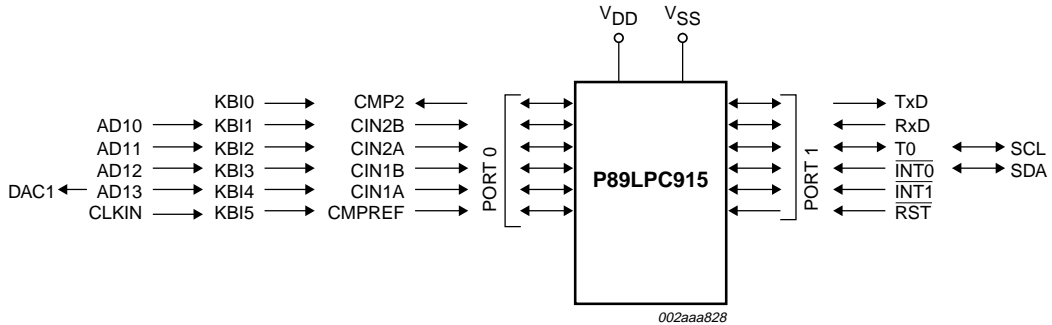 VDD VSS
KBI0 CMP2 TxD
AD10 KBI1 CIN2B RxD
AD11 KBI2 CIN2A T0 SCL
AD12 KBI3 CIN1B INT0 SDA
DAC1 AD13 KBI4 CIN1A INT1
CLKIN KBI5 CMPREF RST
PORT 0
P89LPC915
PORT 1
002aaa828